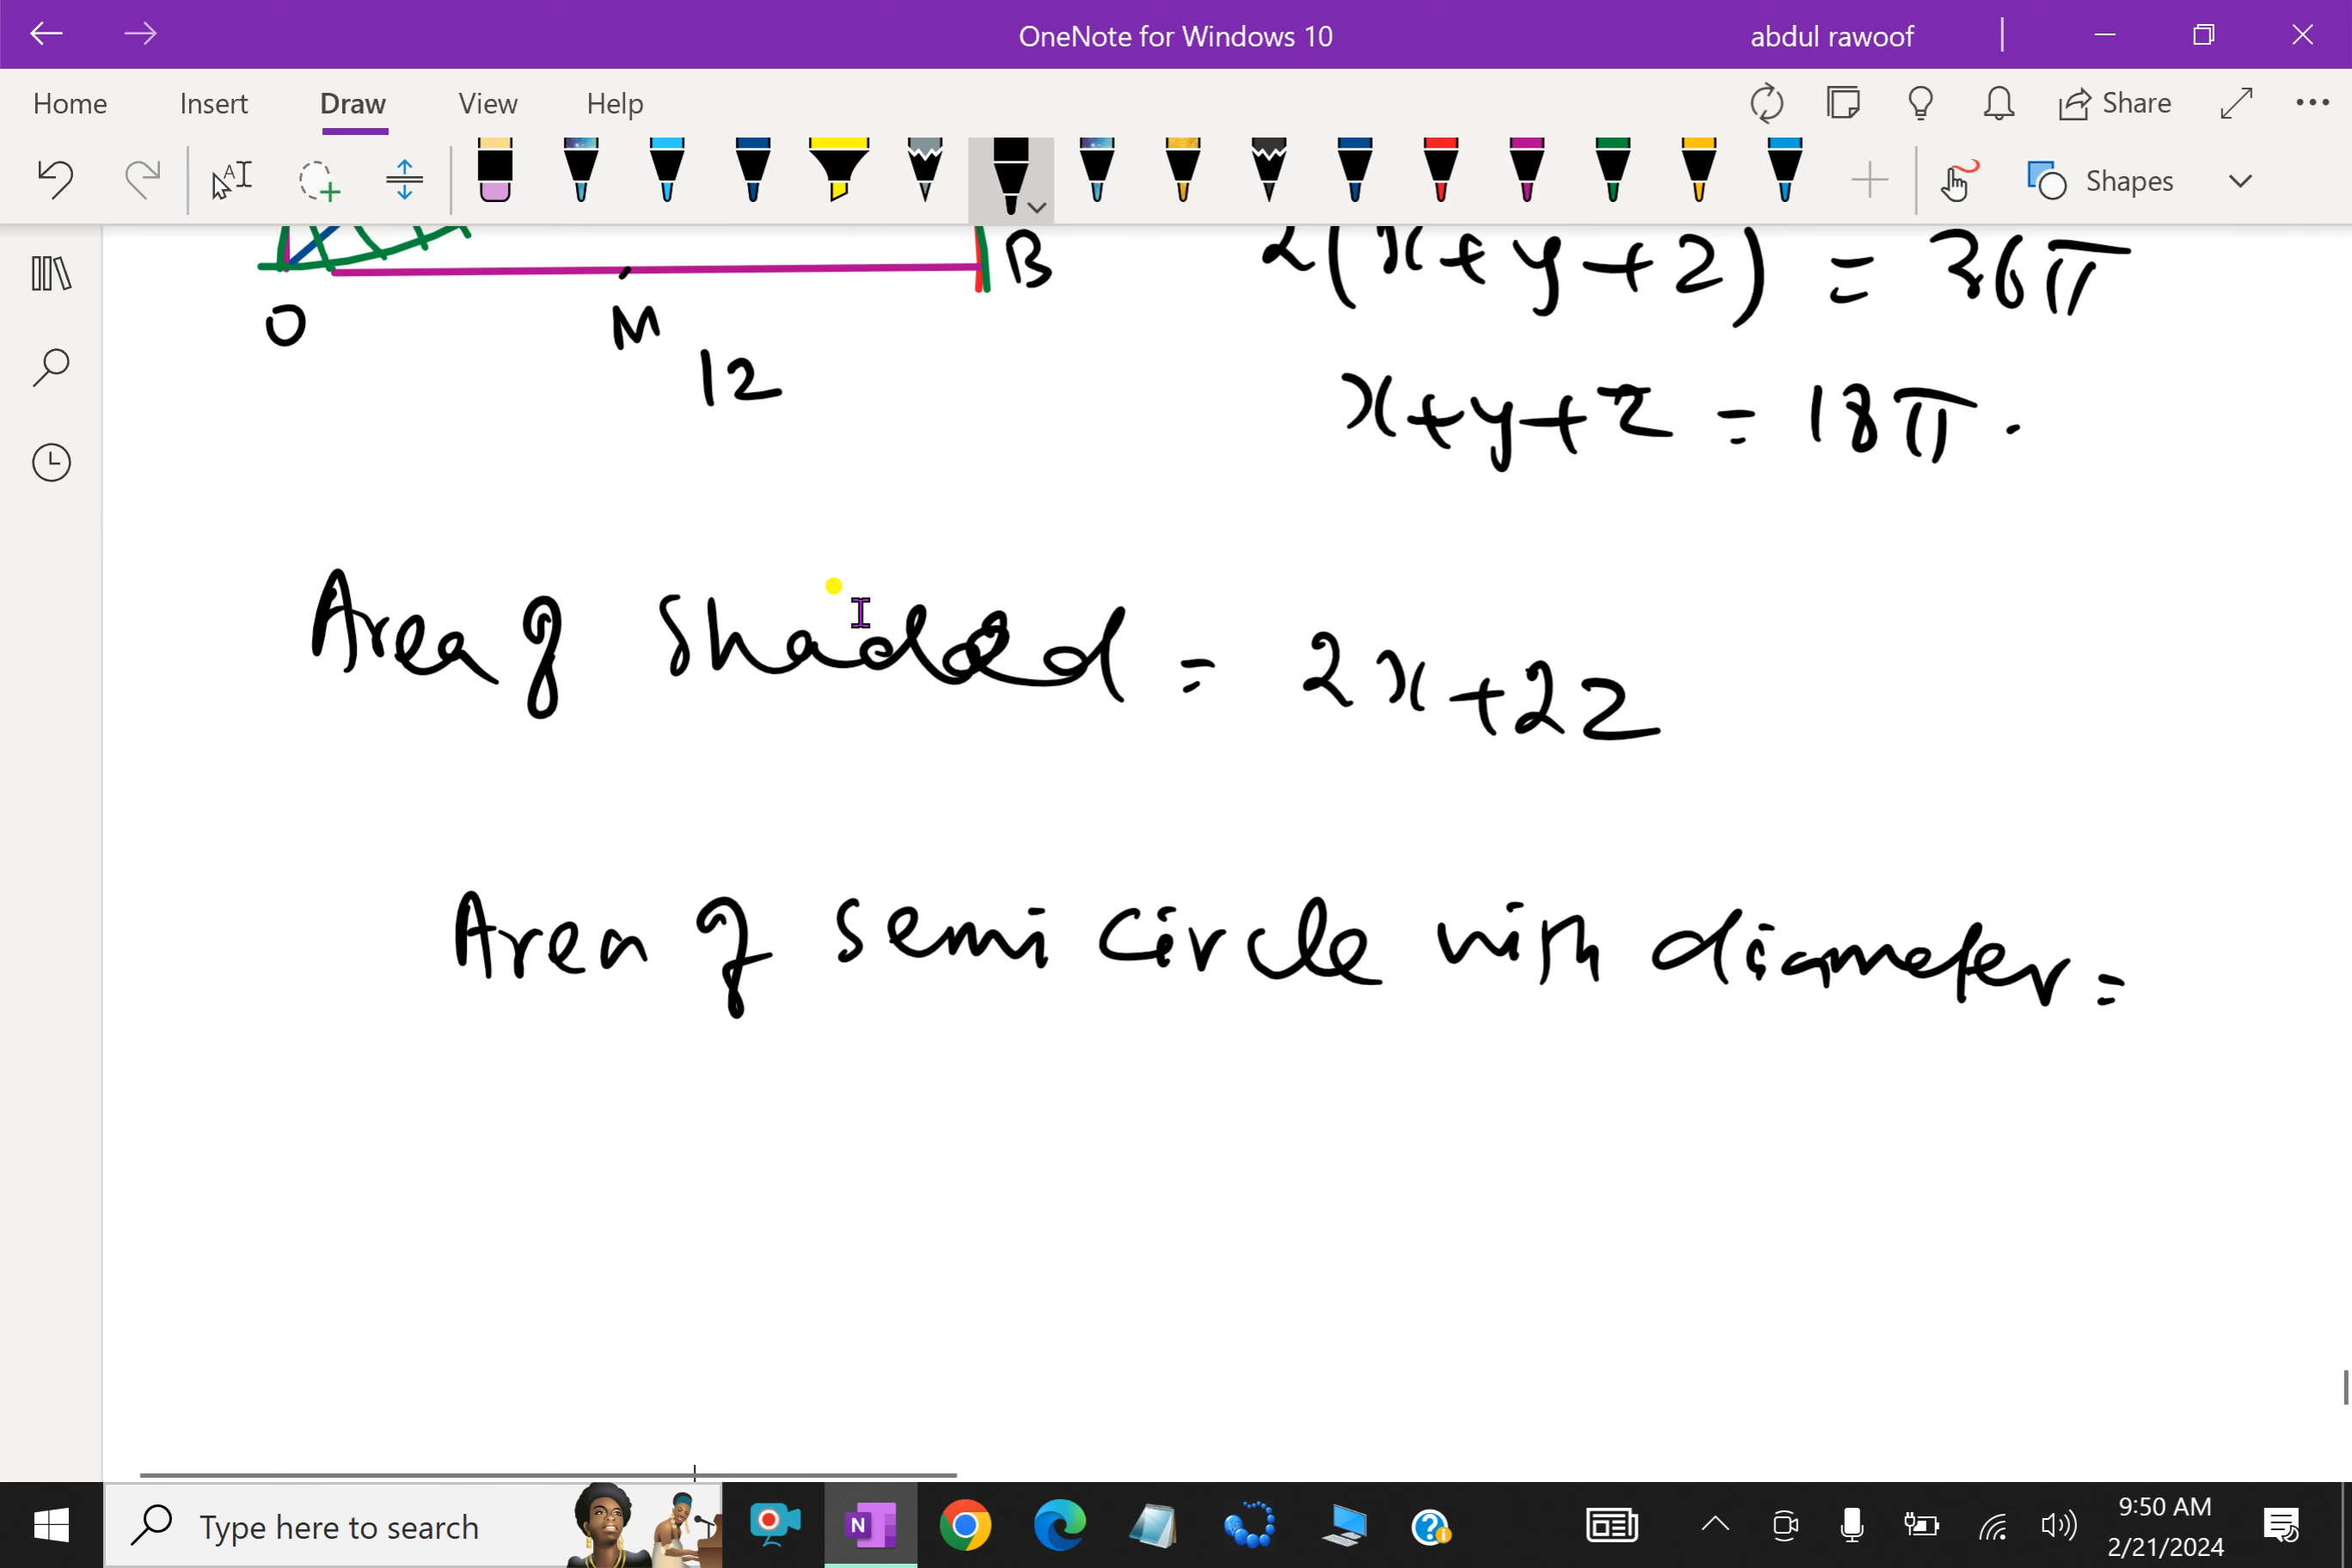 OneNote for Windows 10
abdul rawoof
Home Insert Draw View Help
Share
Shapes
B
O
M
12
2(x+y+z) = 36π
x+y+z = 18π.
Area of shaded = 2x+2z
Area of semi circle with diameter =
Type here to search
9:50 AM
2/21/2024